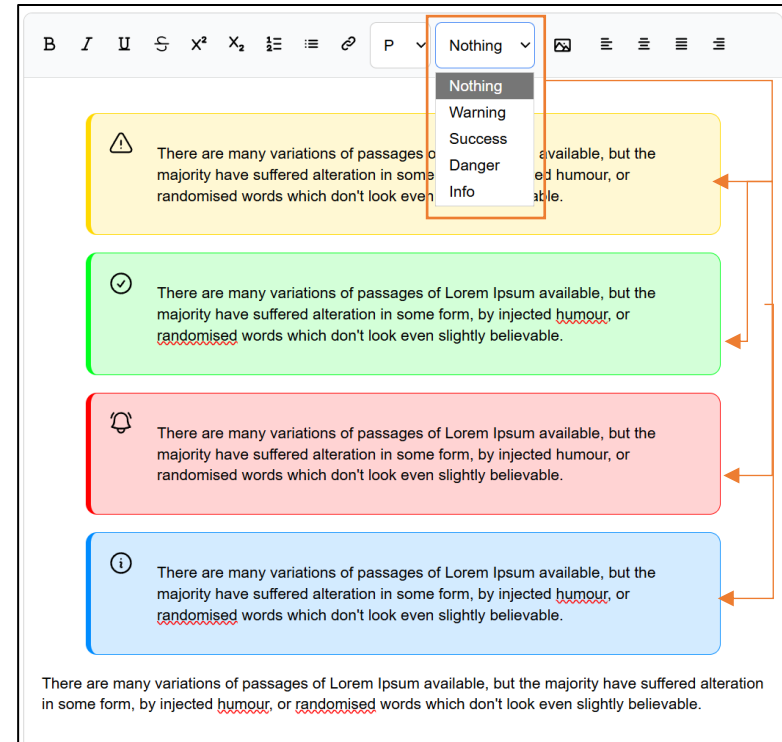 B I U S X² X₂ P Nothing
Nothing
Warning
Success
Danger
Info
There are many variations of passages o available, but the
majority have suffered alteration in some ed humour, or
randomised words which don't look even able.
There are many variations of passages of Lorem Ipsum available, but the
majority have suffered alteration in some form, by injected humour, or
randomised words which don't look even slightly believable.
There are many variations of passages of Lorem Ipsum available, but the
majority have suffered alteration in some form, by injected humour, or
randomised words which don't look even slightly believable.
There are many variations of passages of Lorem Ipsum available, but the
majority have suffered alteration in some form, by injected humour, or
randomised words which don't look even slightly believable.
There are many variations of passages of Lorem Ipsum available, but the majority have suffered alteration
in some form, by injected humour, or randomised words which don't look even slightly believable.